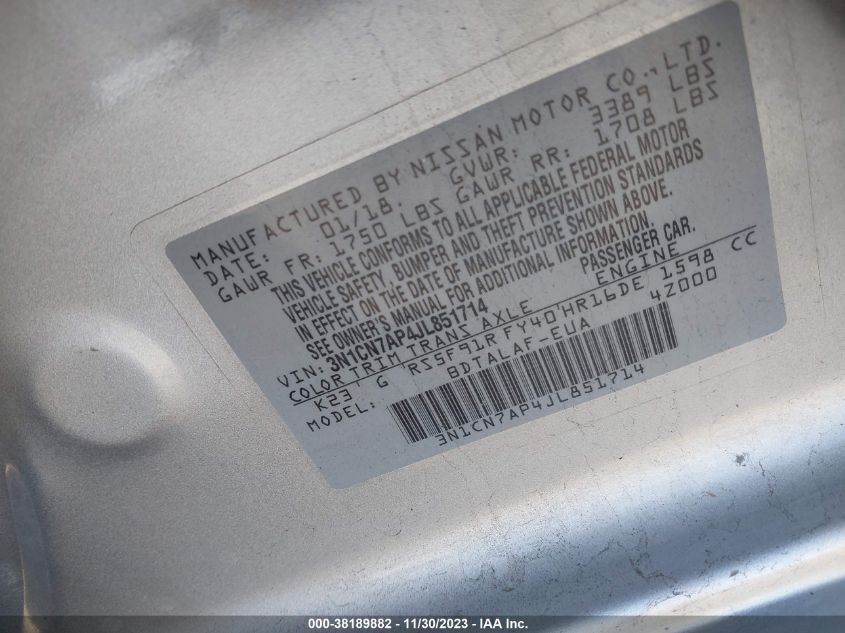 MANUFACTURED BY NISSAN MOTOR CO., LTD.
DATE: 01/18. GVWR: 3389 LBS
GAWR FR: 1750 LBS GAWR RR: 1708 LBS
THIS VEHICLE CONFORMS TO ALL APPLICABLE FEDERAL MOTOR
VEHICLE SAFETY, BUMPER AND THEFT PREVENTION STANDARDS
IN EFFECT ON THE DATE OF MANUFACTURE SHOWN ABOVE.
SEE OWNER'S MANUAL FOR ADDITIONAL INFORMATION.
VIN: 3N1CN7AP4JL851714 PASSENGER CAR.
COLOR TRIM TRANS AXLE ENGINE
K23 G RS5F91R FY40 HR16DE 1598 CC
MODEL: BDTALAF-EUA 4Z000
3N1CN7AP4JL851714
000-38189882 - 11/30/2023 - IAA Inc.